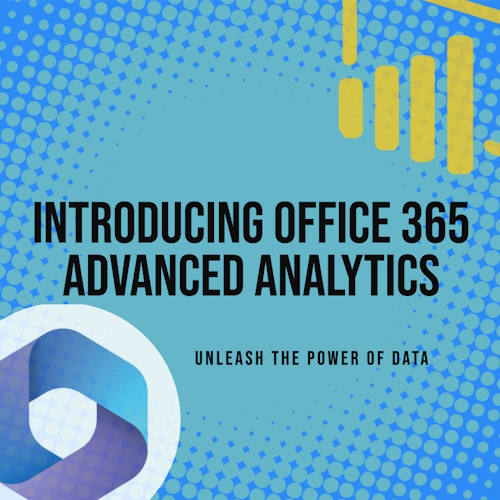 INTRODUCING OFFICE 365
ADVANCED ANALYTICS
UNLEASH THE POWER OF DATA